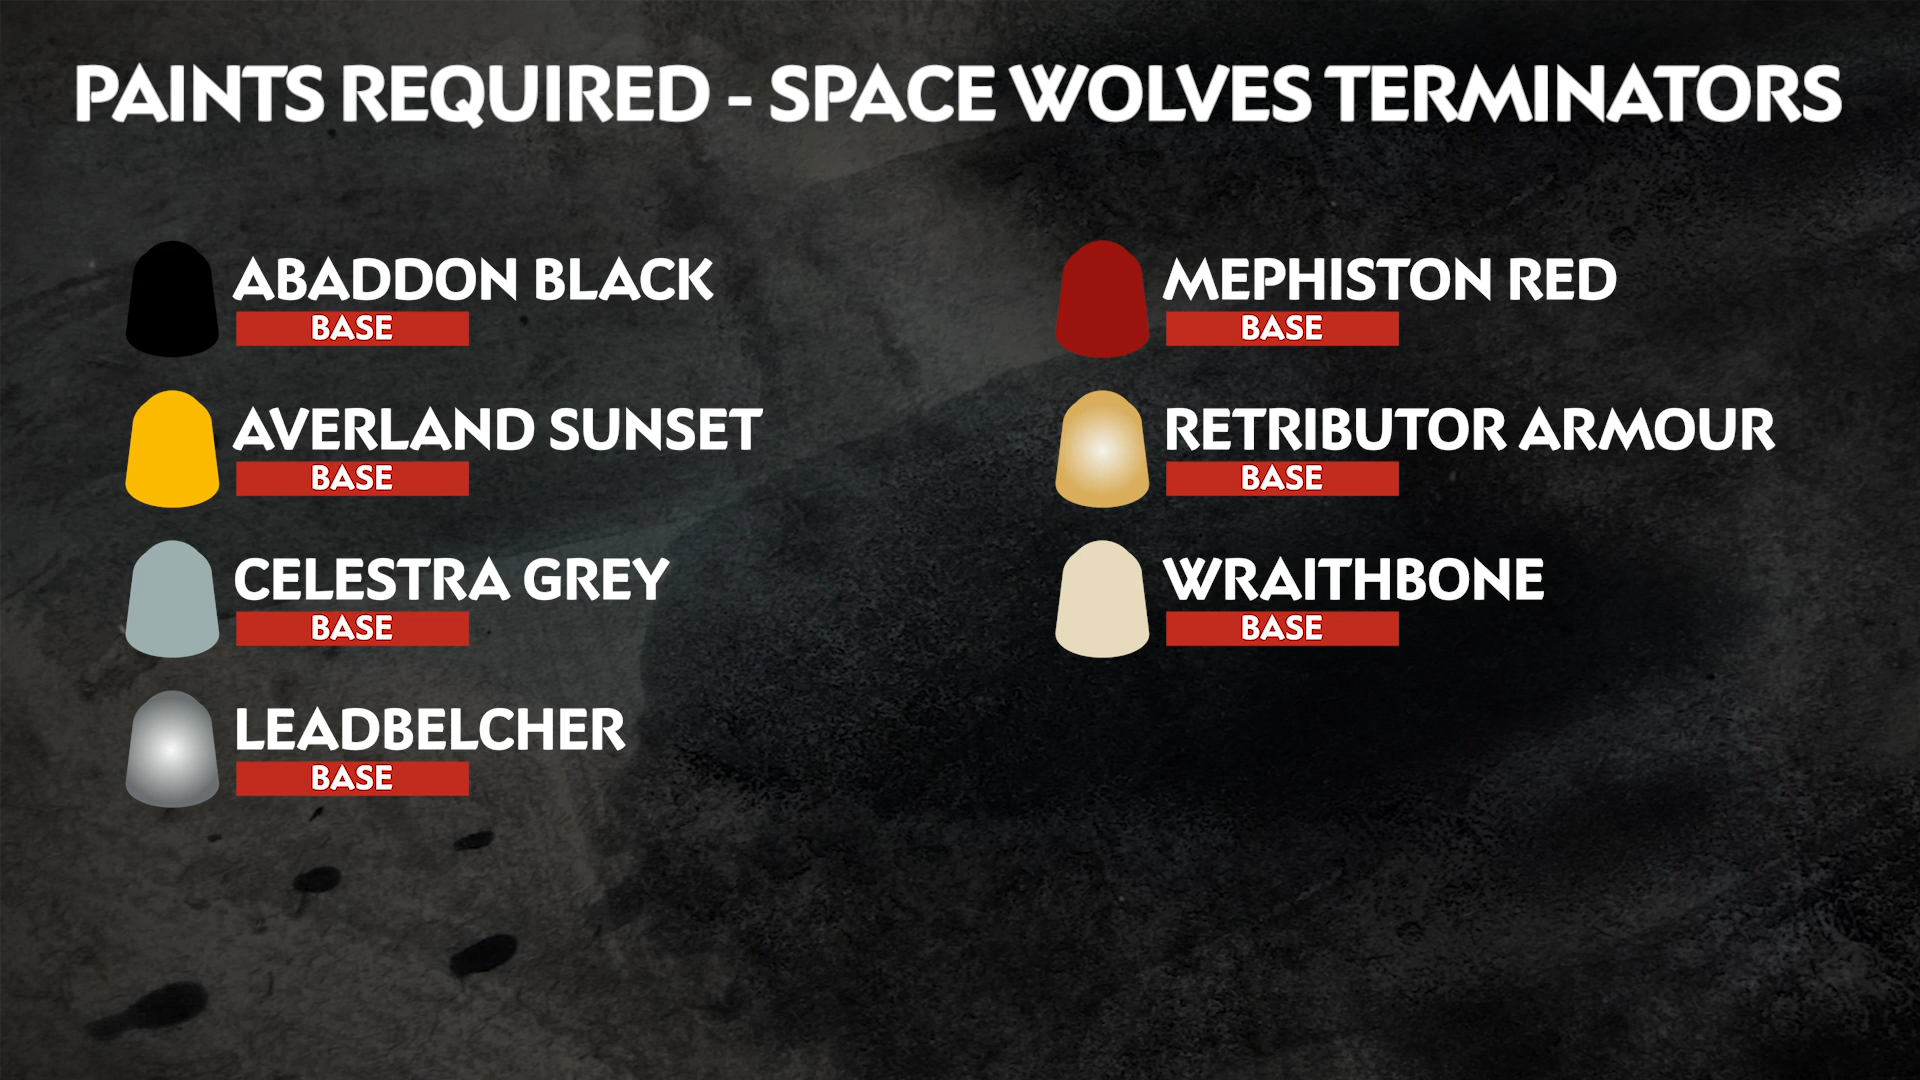 PAINTS REQUIRED - SPACE WOLVES TERMINATORS
ABADDON BLACK
BASE
AVERLAND SUNSET
BASE
CELESTRA GREY
BASE
LEADBELCHER
BASE
MEPHISTON RED
BASE
RETRIBUTOR ARMOUR
BASE
WRAITHBONE
BASE